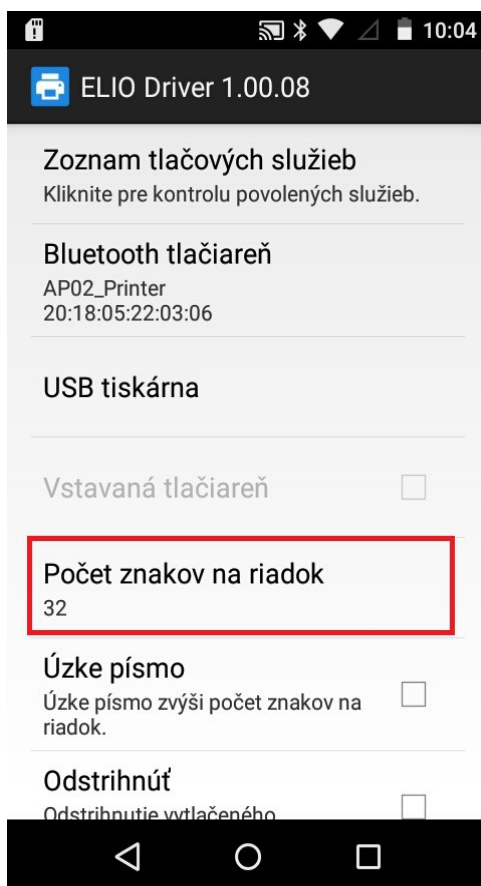 10:04
ELIO Driver 1.00.08
Zoznam tlačových služieb
Kliknite pre kontrolu povolených služieb.
Bluetooth tlačiareň
AP02_Printer
20:18:05:22:03:06
USB tiskárna
Vstavaná tlačiareň
Počet znakov na riadok
32
Úzke písmo
Úzke písmo zvýši počet znakov na
riadok.
Odstrihnúť
Odstrihnutie vytlačeného